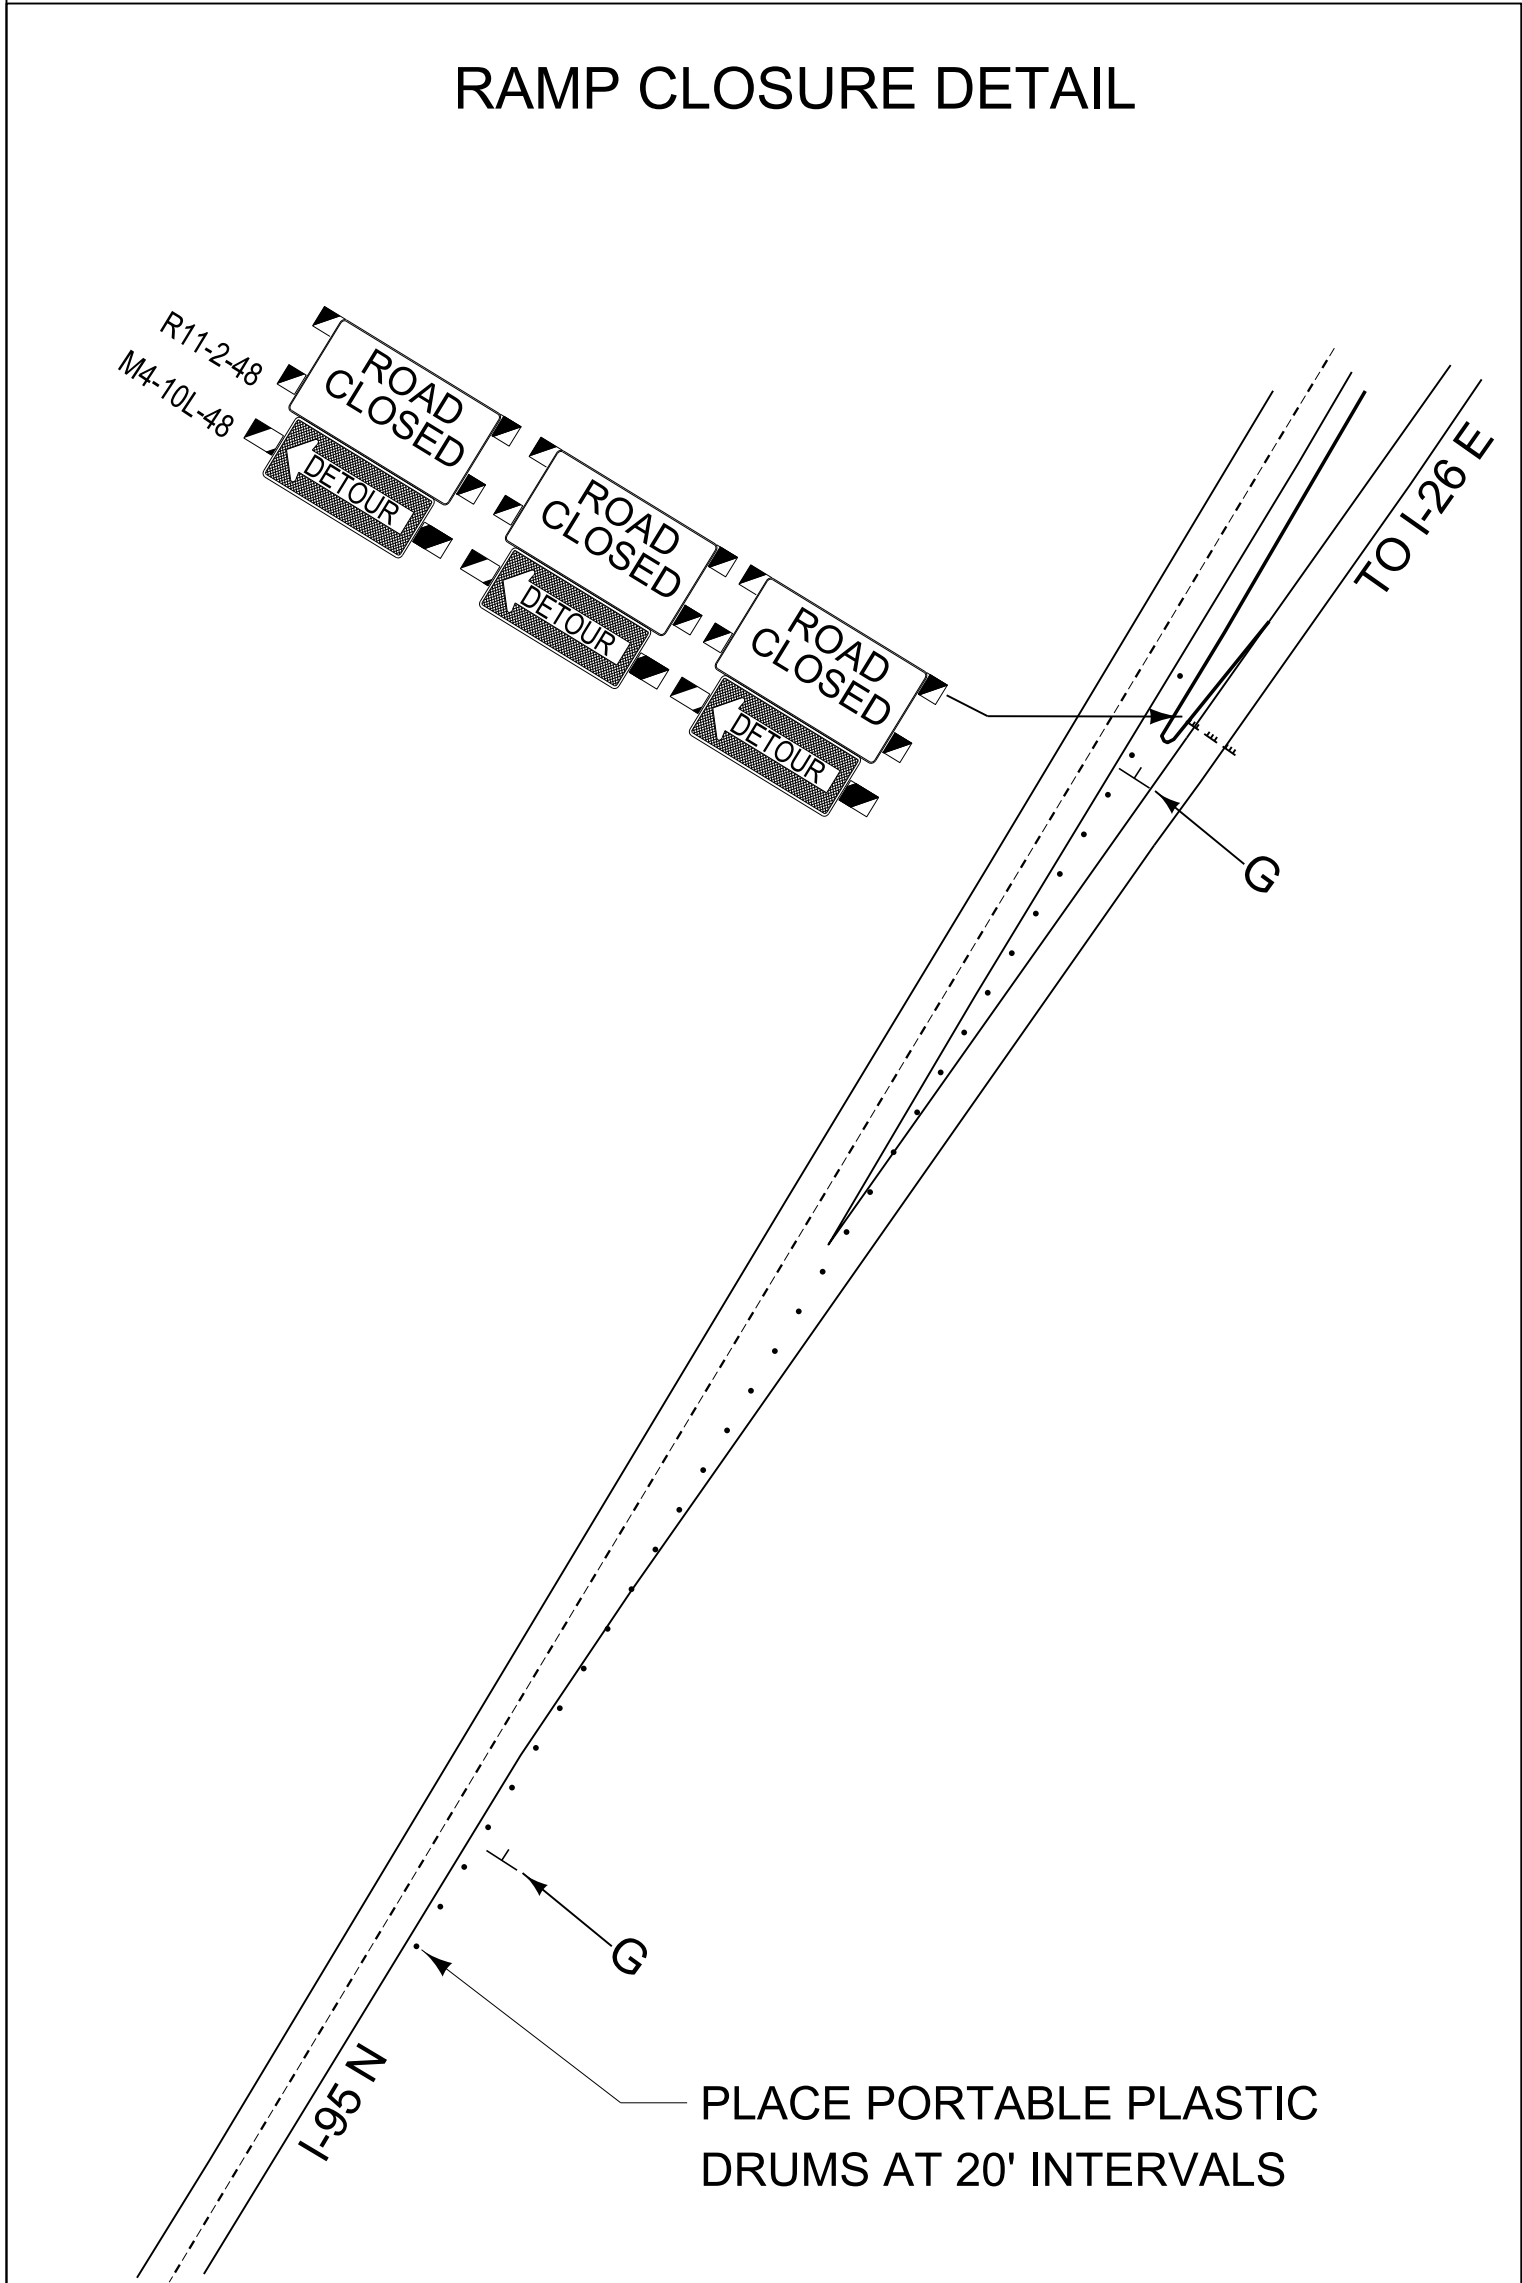 RAMP CLOSURE DETAIL
R11-2-48
M4-10L-48
ROAD
CLOSED
DETOUR
ROAD
CLOSED
DETOUR
ROAD
CLOSED
DETOUR
TO I-26 E
G
G
I-95 N
PLACE PORTABLE PLASTIC
DRUMS AT 20' INTERVALS